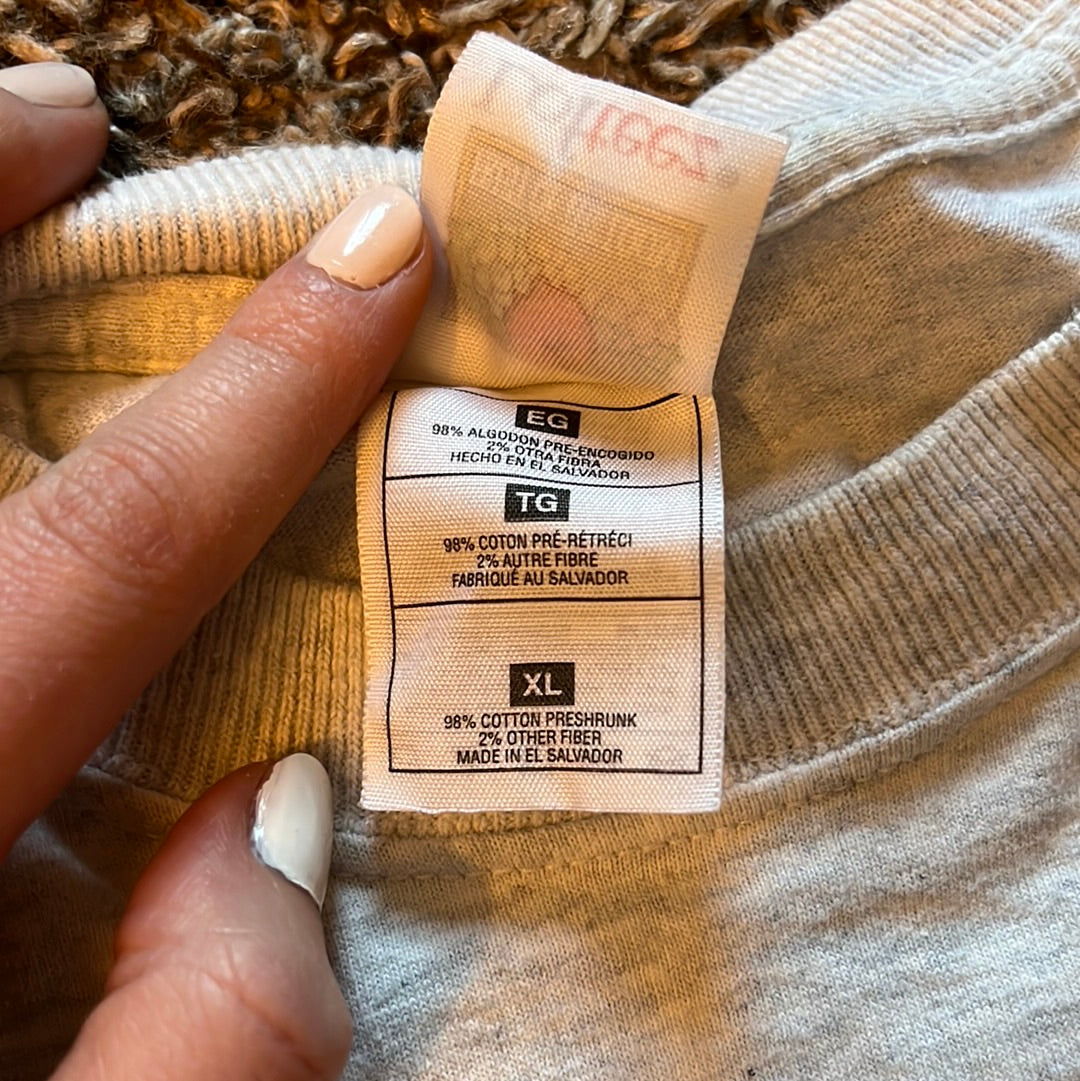 EG
98% ALGODON PRE-ENCOGIDO
2% OTRA FIBRA
HECHO EN EL SALVADOR
TG
98% COTON PRÉ-RÉTRÉCI
2% AUTRE FIBRE
FABRIQUÉ AU SALVADOR
XL
98% COTTON PRESHRUNK
2% OTHER FIBER
MADE IN EL SALVADOR